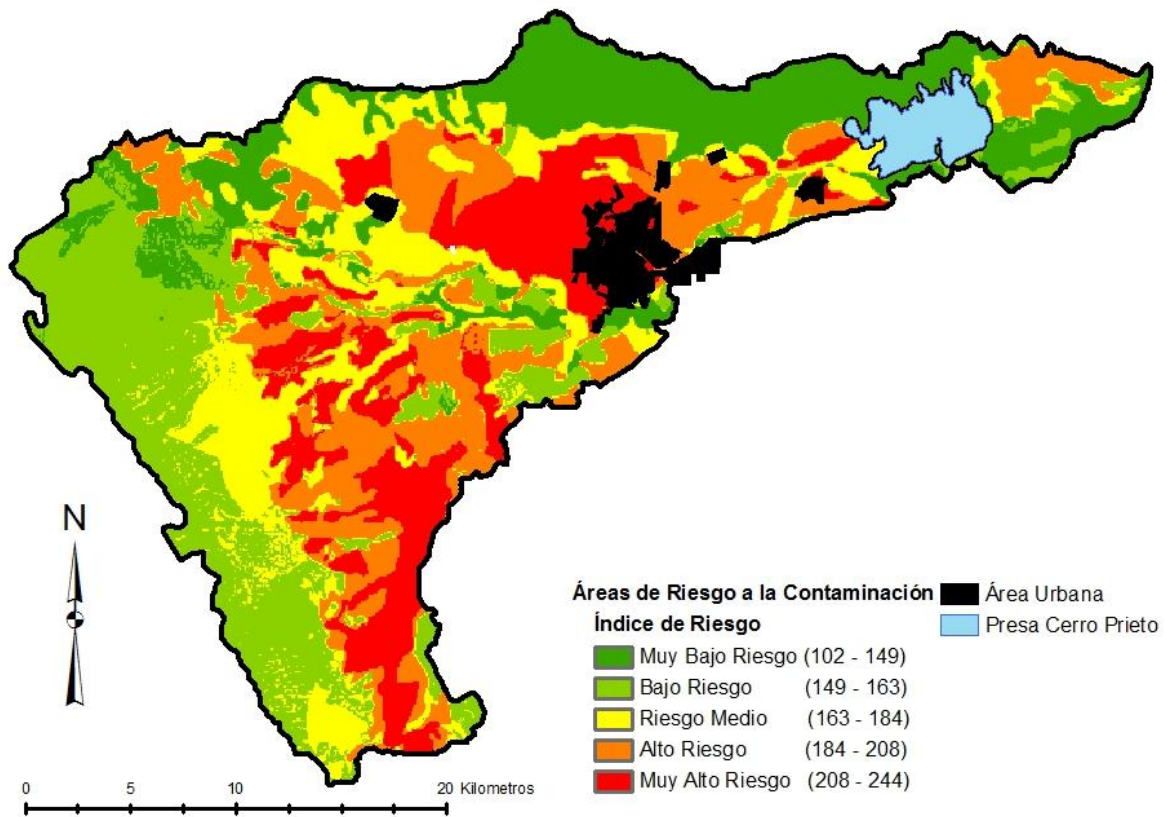 N
Áreas de Riesgo a la Contaminación
Índice de Riesgo
Muy Bajo Riesgo (102 - 149)
Bajo Riesgo (149 - 163)
Riesgo Medio (163 - 184)
Alto Riesgo (184 - 208)
Muy Alto Riesgo (208 - 244)
Área Urbana
Presa Cerro Prieto
0 5 10 20 Kilometros